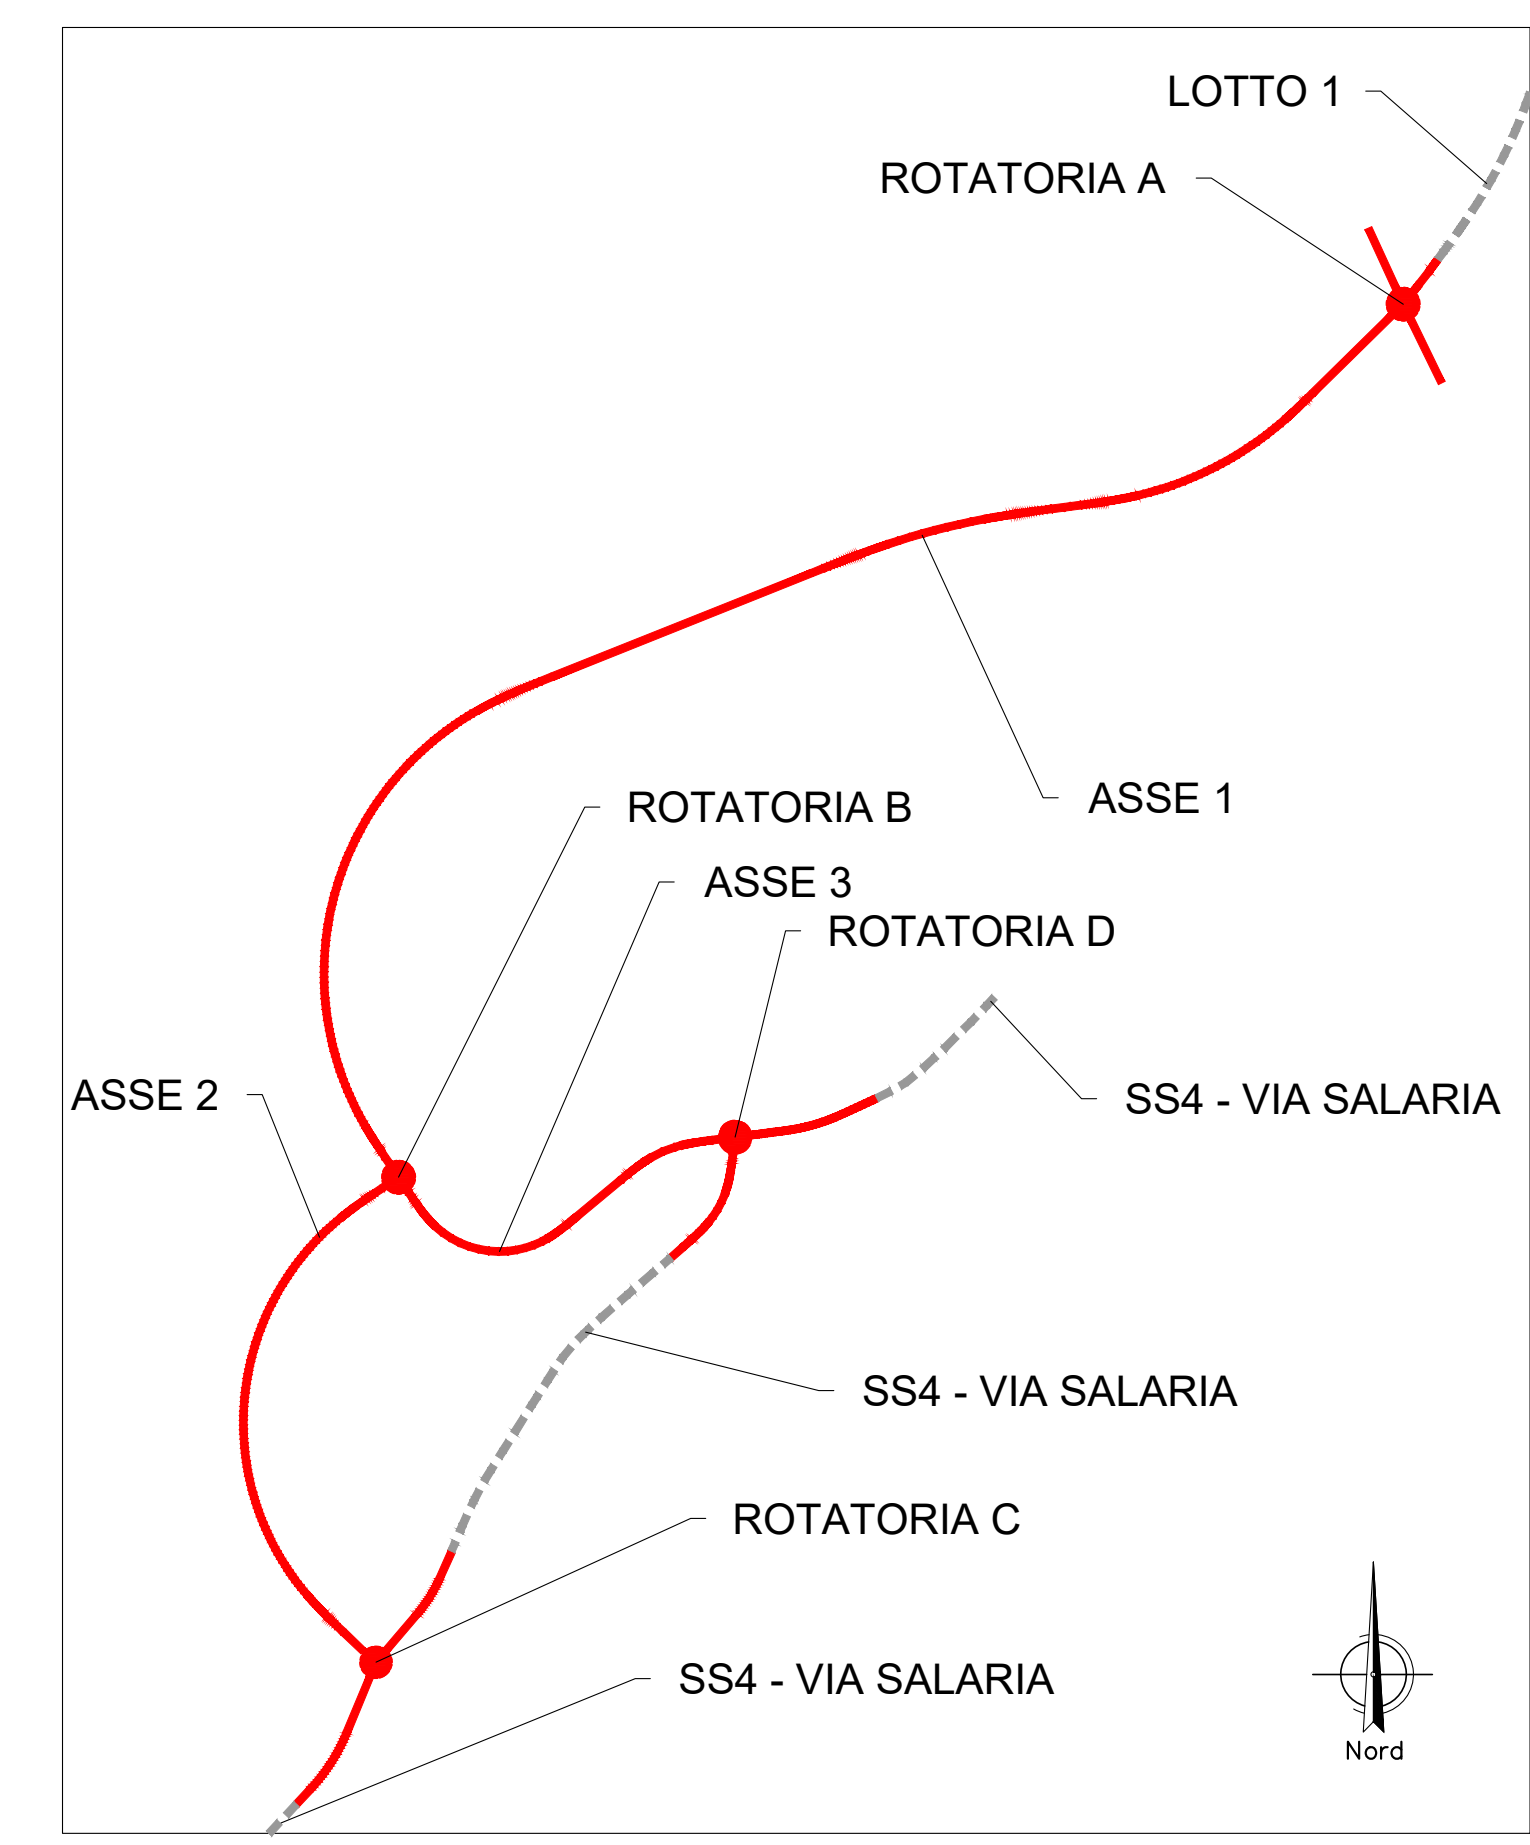 LOTTO 1
ROTATORIA A
ASSE 1
ROTATORIA B
ASSE 3
ROTATORIA D
ASSE 2
SS4 - VIA SALARIA
SS4 - VIA SALARIA
ROTATORIA C
SS4 - VIA SALARIA
Nord